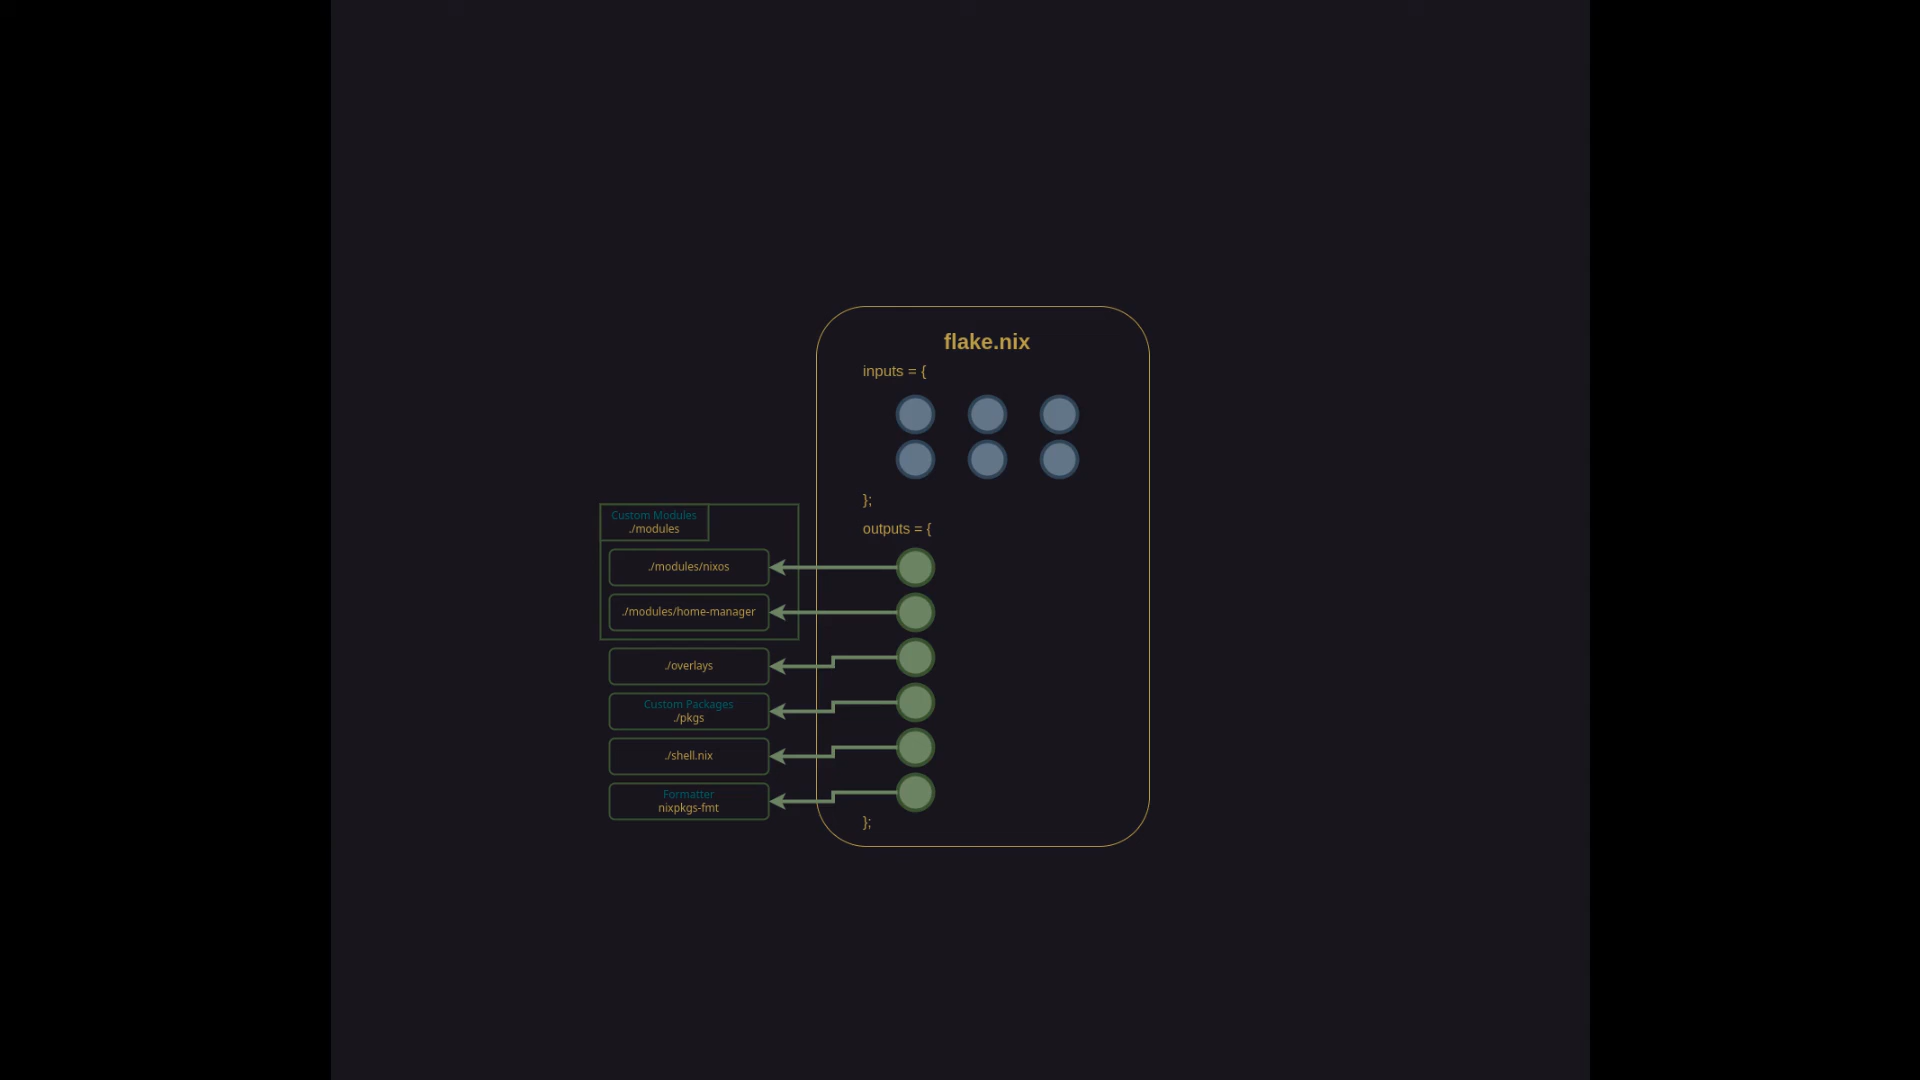 flake.nix
inputs = {
};
outputs = {
};
Custom Modules
./modules
./modules/nixos
./modules/home-manager
./overlays
Custom Packages
./pkgs
./shell.nix
Formatter
nixpkgs-fmt